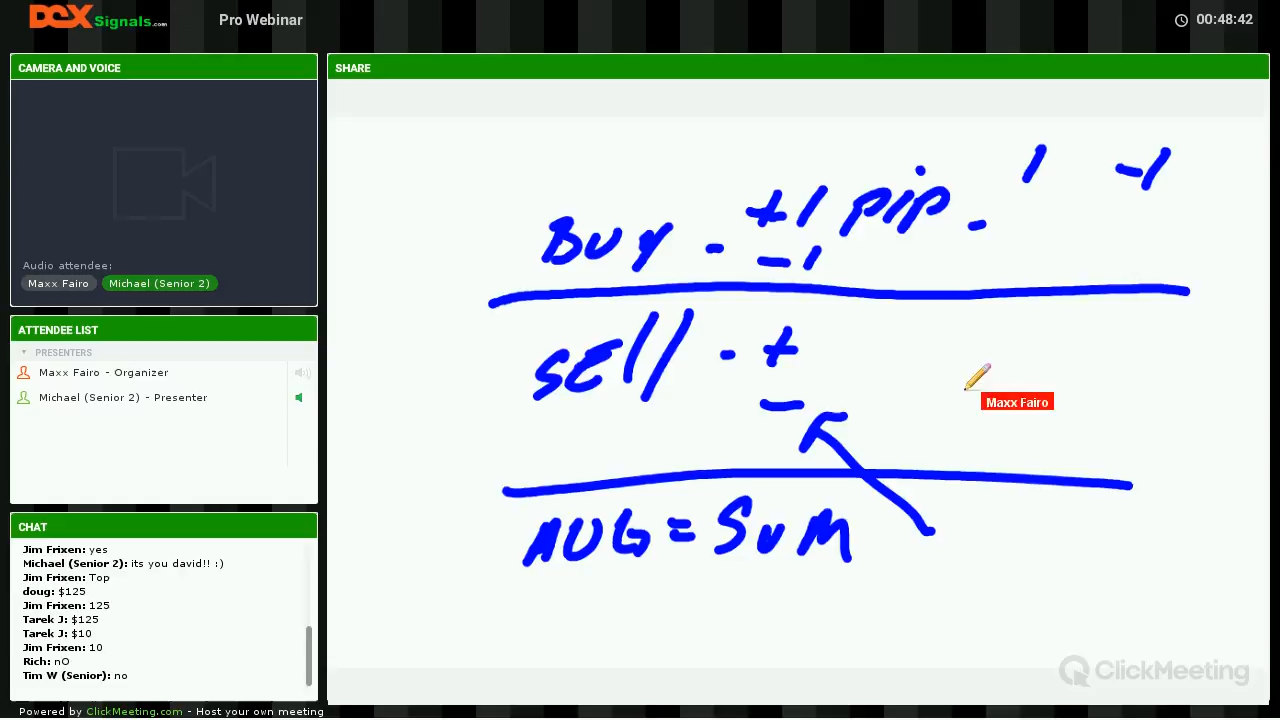 DCX Signals.com
Pro Webinar
00:48:42
CAMERA AND VOICE
Audio attendee:
Maxx Fairo
Michael (Senior 2)
ATTENDEE LIST
PRESENTERS
Maxx Fairo - Organizer
Michael (Senior 2) - Presenter
CHAT
Jim Frixen: yes
Michael (Senior 2): its you david!! :)
Jim Frixen: Top
doug: $125
Jim Frixen: 125
Tarek J: $125
Tarek J: $10
Jim Frixen: 10
Rich: nO
Tim W (Senior): no
Powered by ClickMeeting.com - Host your own meeting
SHARE
1 -1
BUY - +1 pip -
-1
SELL - +
-
Maxx Fairo
AUG = SUM
ClickMeeting